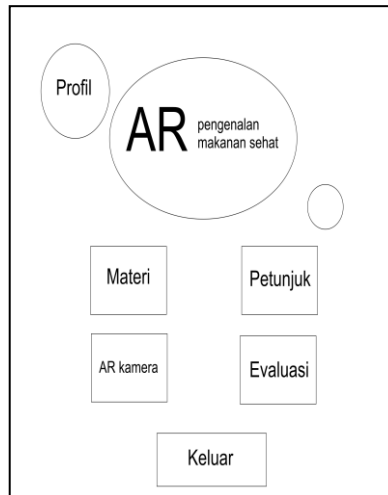 Profil
AR pengenalan
makanan sehat
Materi
Petunjuk
AR kamera
Evaluasi
Keluar